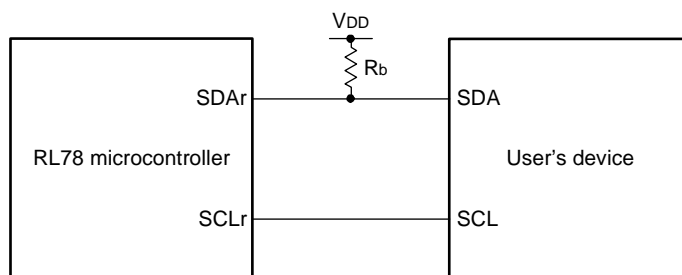 VDD
Rb
SDAr
SDA
RL78 microcontroller
User's device
SCLr
SCL